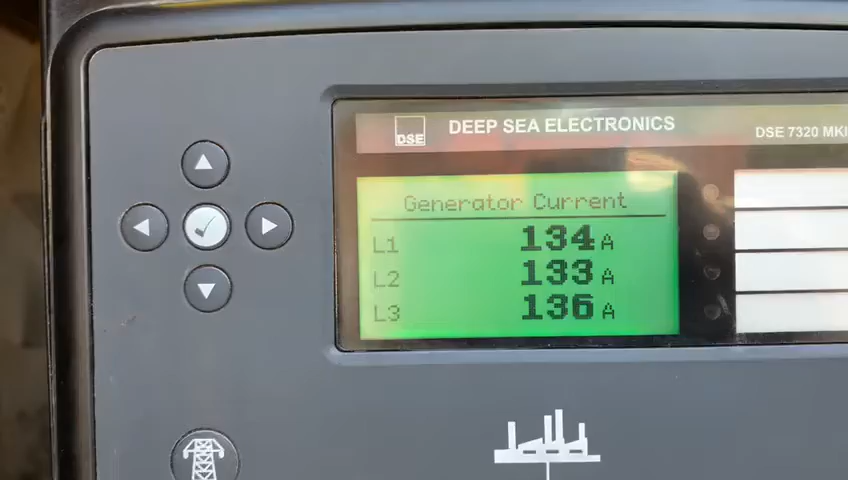 DSE
DEEP SEA ELECTRONICS
DSE 7320 MKI
Generator Current
L1 134 A
L2 133 A
L3 136 A